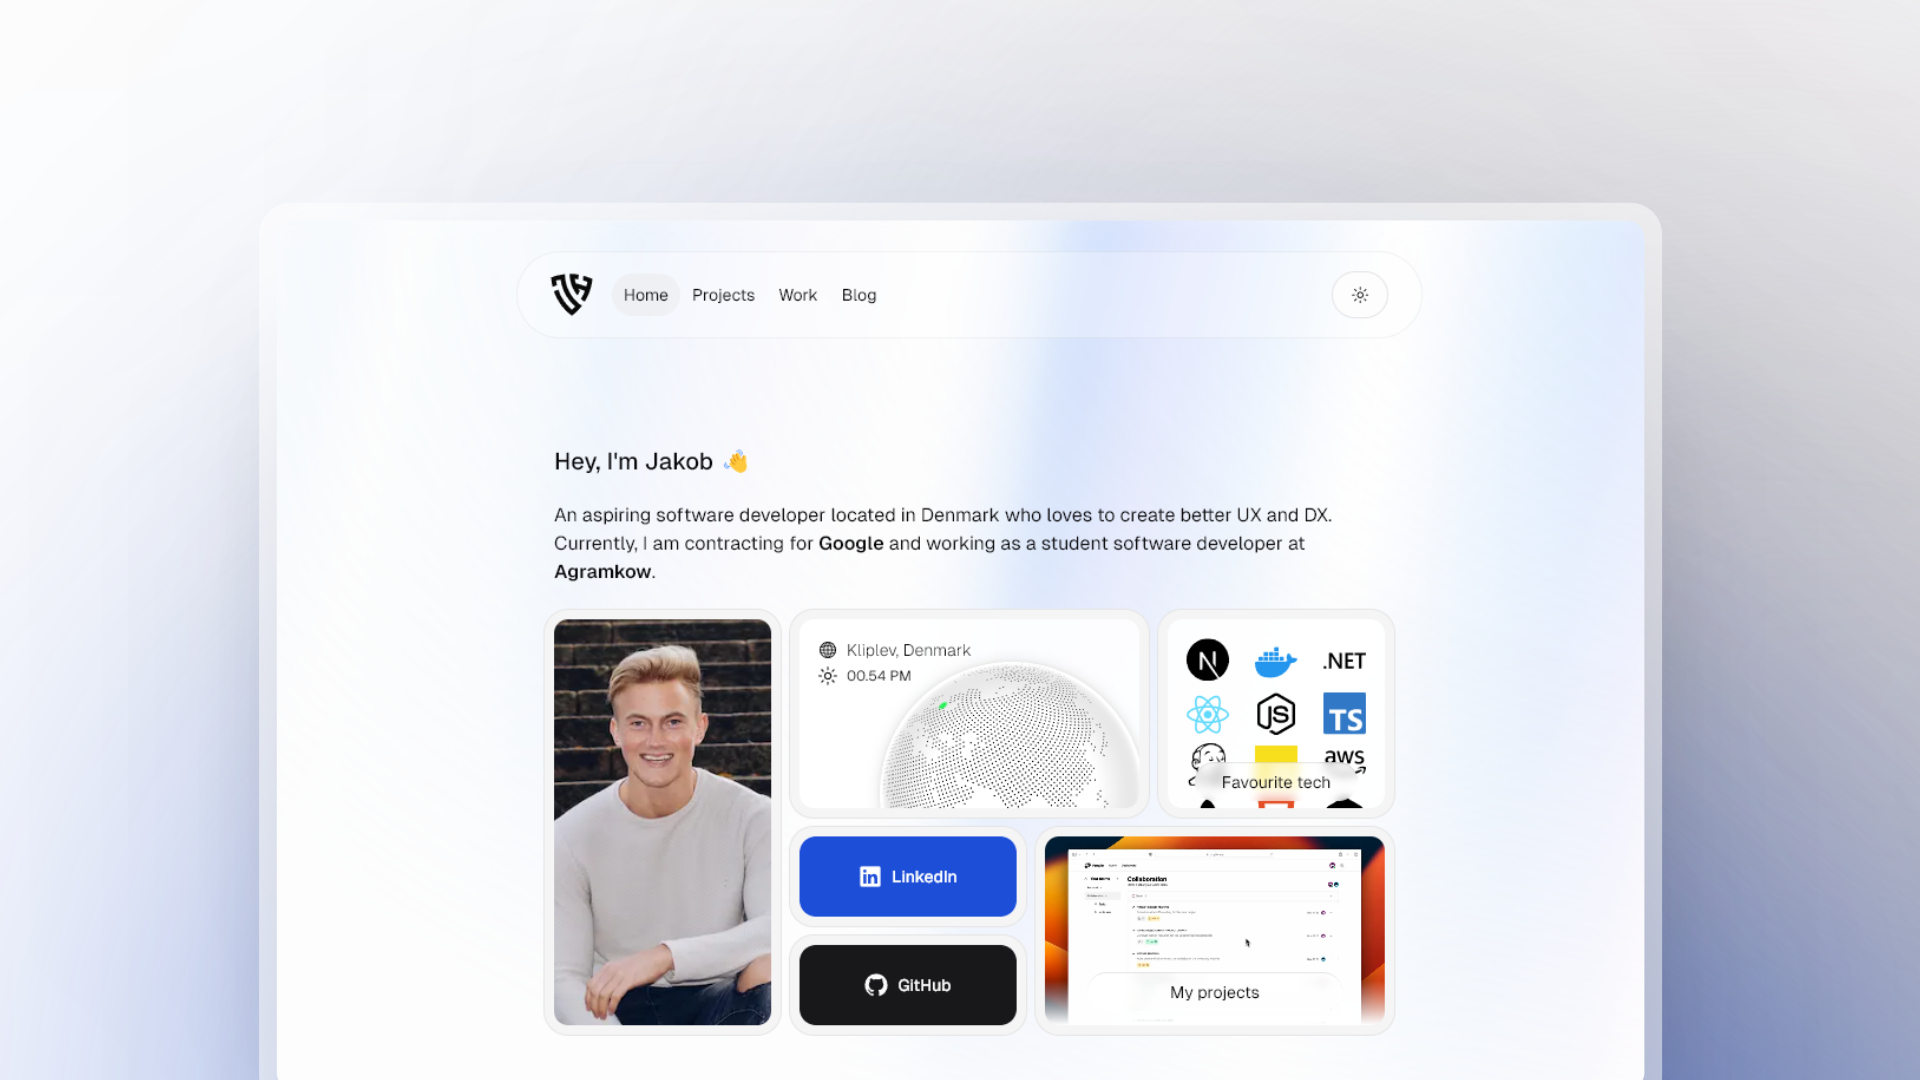 Home Projects Work Blog
Hey, I'm Jakob 👋
An aspiring software developer located in Denmark who loves to create better UX and DX.
Currently, I am contracting for Google and working as a student software developer at
Agramkow.
Kliplev, Denmark
00.54 PM
N
.NET
JS
TS
aws
Favourite tech
in LinkedIn
GitHub
Collaboration
My projects